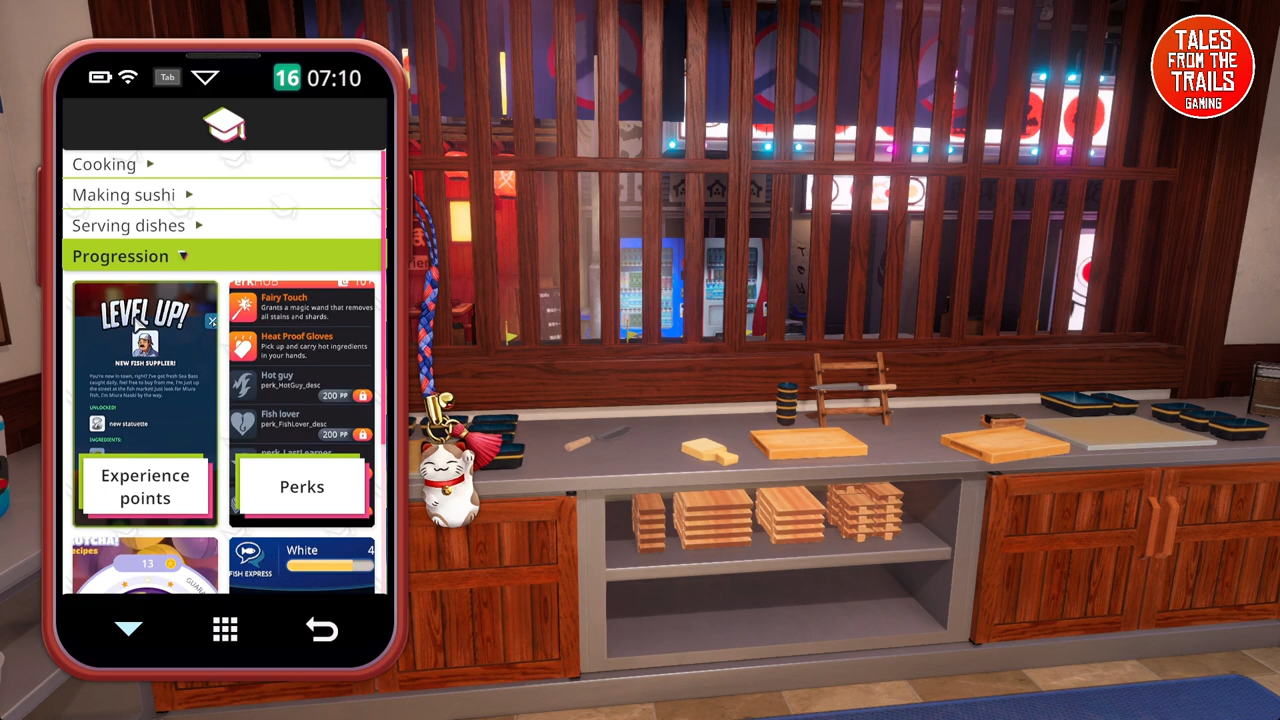 Tab
16 07:10
Cooking
Making sushi
Serving dishes
Progression
LEVEL UP!
NEW FISH SUPPLIER!
You're new in town, right? I've got fresh Sea Bass
caught daily, feel free to buy from me, I'm just up
the street at the fish market! Just look for Miura
fish, I'm Miura Naoki by the way.
UNLOCKED!
new statuette
INGREDIENTS:
Experience
points
Fairy Touch
Grants a magic wand that removes
all stains and shards.
Heat Proof Gloves
Pick up and carry hot ingredients
in your hands.
Hot guy
perk_HotGuy_desc
200 PP
Fish lover
perk_FishLover_desc
200 PP
Perks
13
FISH EXPRESS
White 4
TALES
FROM THE
TRAILS
GAMING